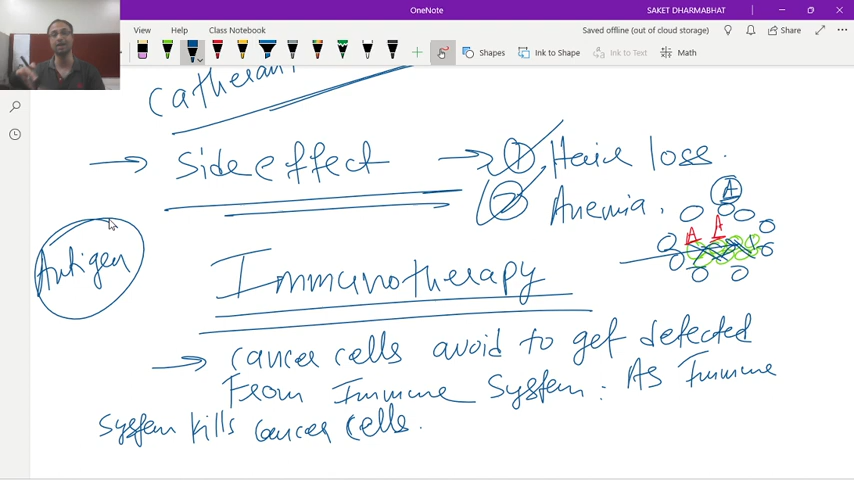 OneNote
SAKET DHARMABHAT
View Help Class Notebook
Saved offline (out of cloud storage)
Share
Shapes
Ink to Shape
Ink to Text
Math
→ Side effect → ① Haire loss.
② Anemia.
A
A A
Antigen
Immunotherapy
→ cancer cells avoid to get detected
From Immune System. As Immune
System kills cancer cells.